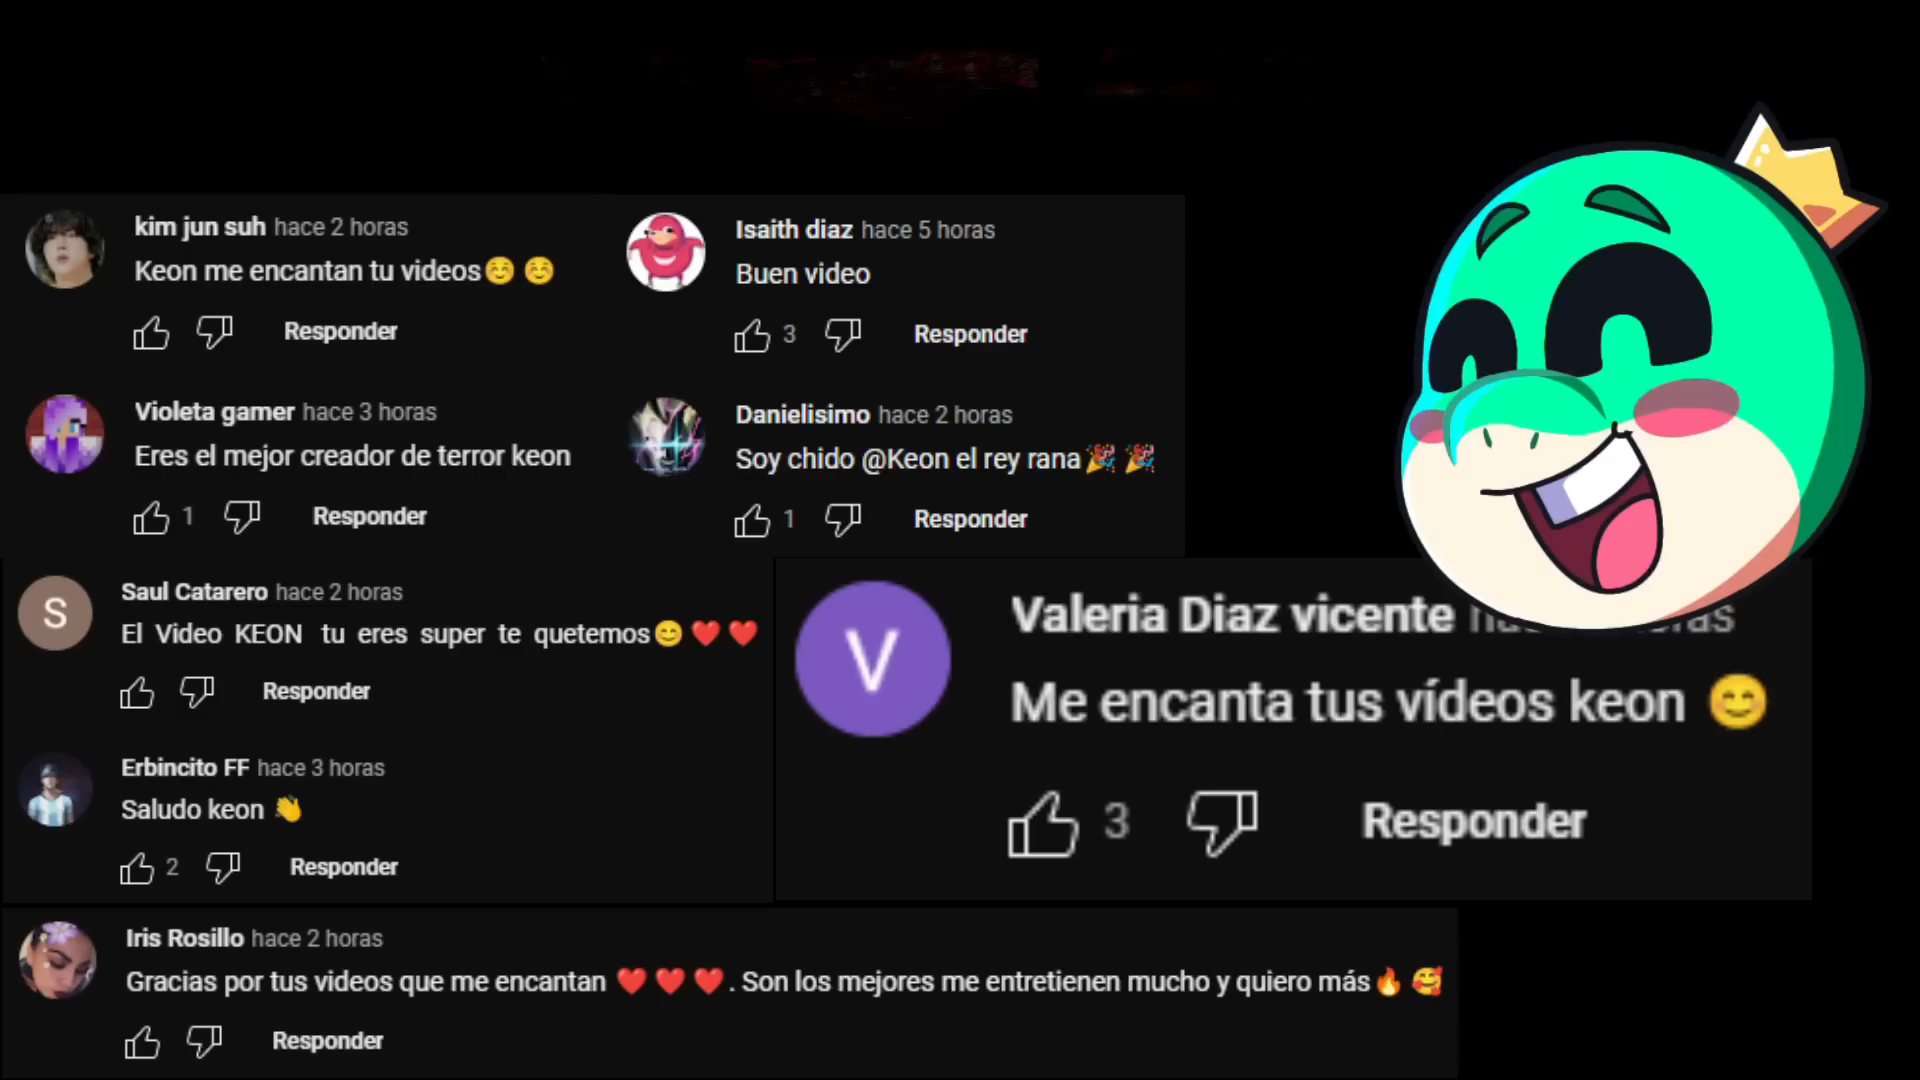 kim jun suh hace 2 horas
Keon me encantan tu videos☺️ ☺️
Responder
Isaith diaz hace 5 horas
Buen video
3 Responder
Violeta gamer hace 3 horas
Eres el mejor creador de terror keon
1 Responder
Danielisimo hace 2 horas
Soy chido @Keon el rey rana🎉 🎉
1 Responder
S
Saul Catarero hace 2 horas
El Video KEON tu eres super te quetemos😊❤️ ❤️
Responder
Erbincito FF hace 3 horas
Saludo keon 👋
2 Responder
V
Valeria Diaz vicente
Me encanta tus vídeos keon 😊
3 Responder
Iris Rosillo hace 2 horas
Gracias por tus videos que me encantan ❤️ ❤️ ❤️ . Son los mejores me entretienen mucho y quiero más🔥 🥰
Responder